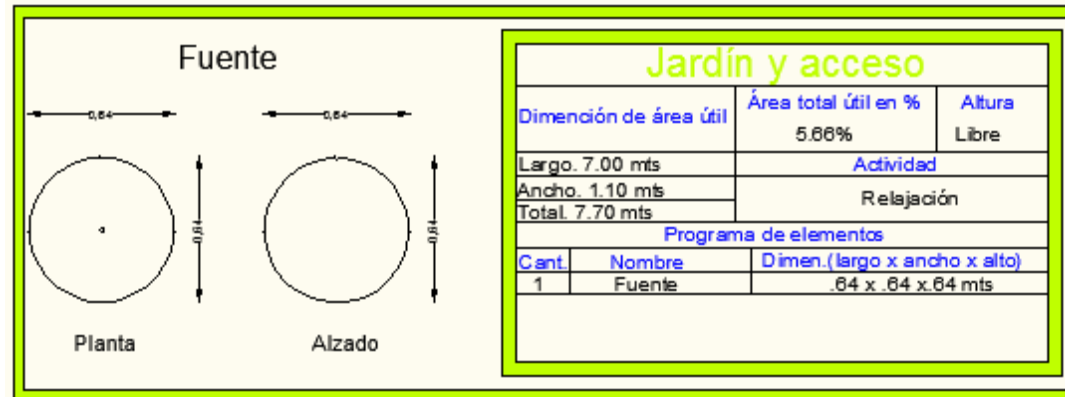 Fuente
0,64
0,64
0,64
0,64
Planta
Alzado
Jardín y acceso
Dimención de área útil
Área total útil en %
Altura
5.66%
Libre
Largo. 7.00 mts
Actividad
Ancho. 1.10 mts
Relajación
Total. 7.70 mts
Programa de elementos
Cant.
Nombre
Dimen.(largo x ancho x alto)
1
Fuente
.64 x .64 x.64 mts